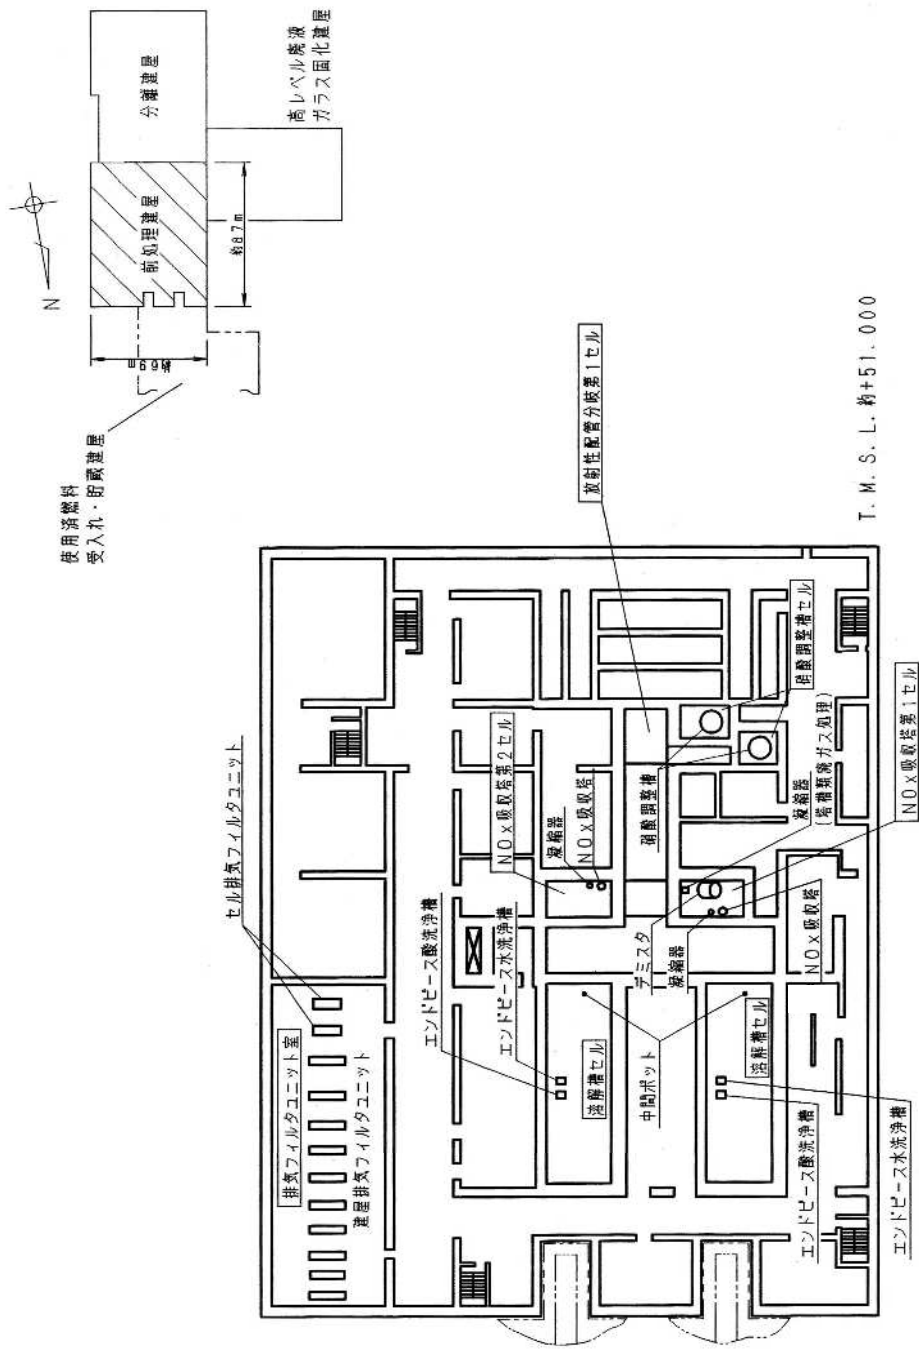 N
使用済燃料
受入れ・貯蔵建屋
約69m
前処理建屋
約87m
分離建屋
高レベル廃液
ガラス固化建屋
排気フィルタユニット室
建屋排気フィルタユニット
セル排気フィルタユニット
エンドピース酸洗浄槽
エンドピース水洗浄槽
NOx吸収塔第2セル
凝縮器
NOx吸収塔
放射性配管分岐第1セル
溶解槽セル
中間ポット
溶解槽セル
デミスタ
凝縮器
硝酸調整槽
硝酸調整槽セル
凝縮器
(塔槽類廃ガス処理)
NOx吸収塔
NOx吸収塔第1セル
エンドピース酸洗浄槽
エンドピース水洗浄槽
T.M.S.L.約+51.000